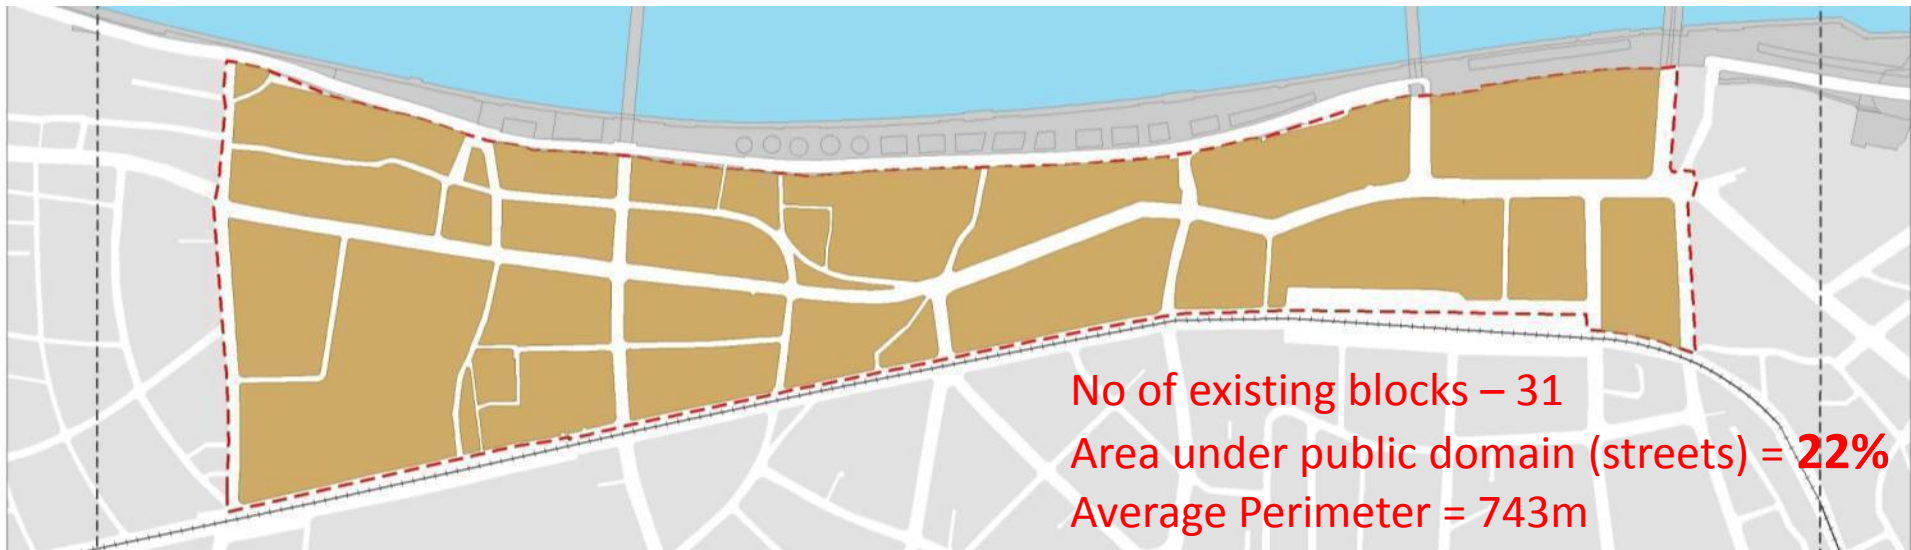 No of existing blocks – 31
Area under public domain (streets) = 22%
Average Perimeter = 743m